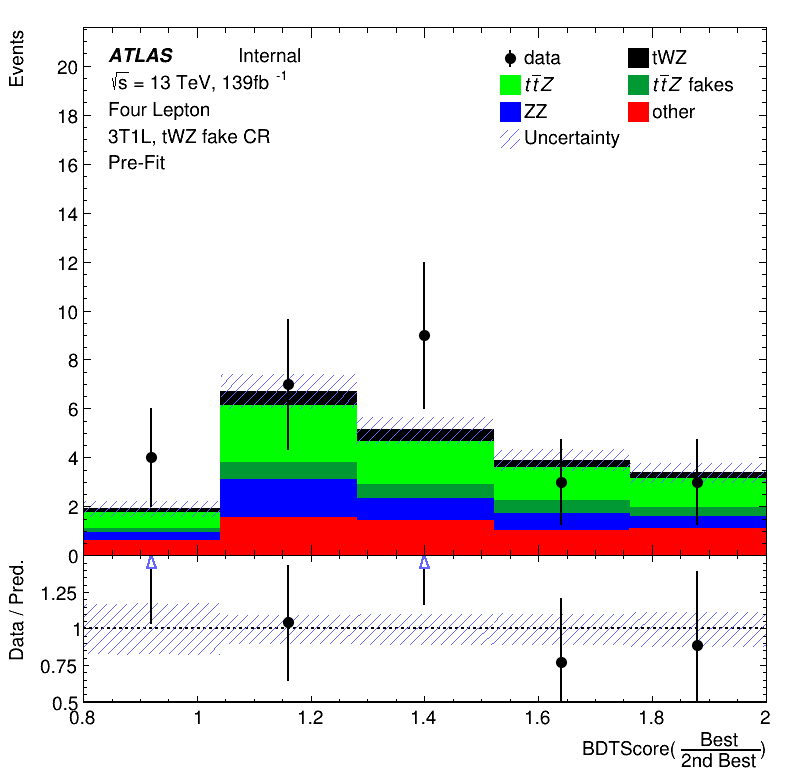 Events
20
18
16
14
12
10
8
6
4
2
0
ATLAS Internal
√s = 13 TeV, 139fb -1
Four Lepton
3T1L, tWZ fake CR
Pre-Fit
data tWZ
tt̄Z tt̄Z fakes
ZZ other
Uncertainty
Data / Pred.
1.25
1
0.75
0.5
0.8 1 1.2 1.4 1.6 1.8 2
BDTScore(Best/2nd Best)